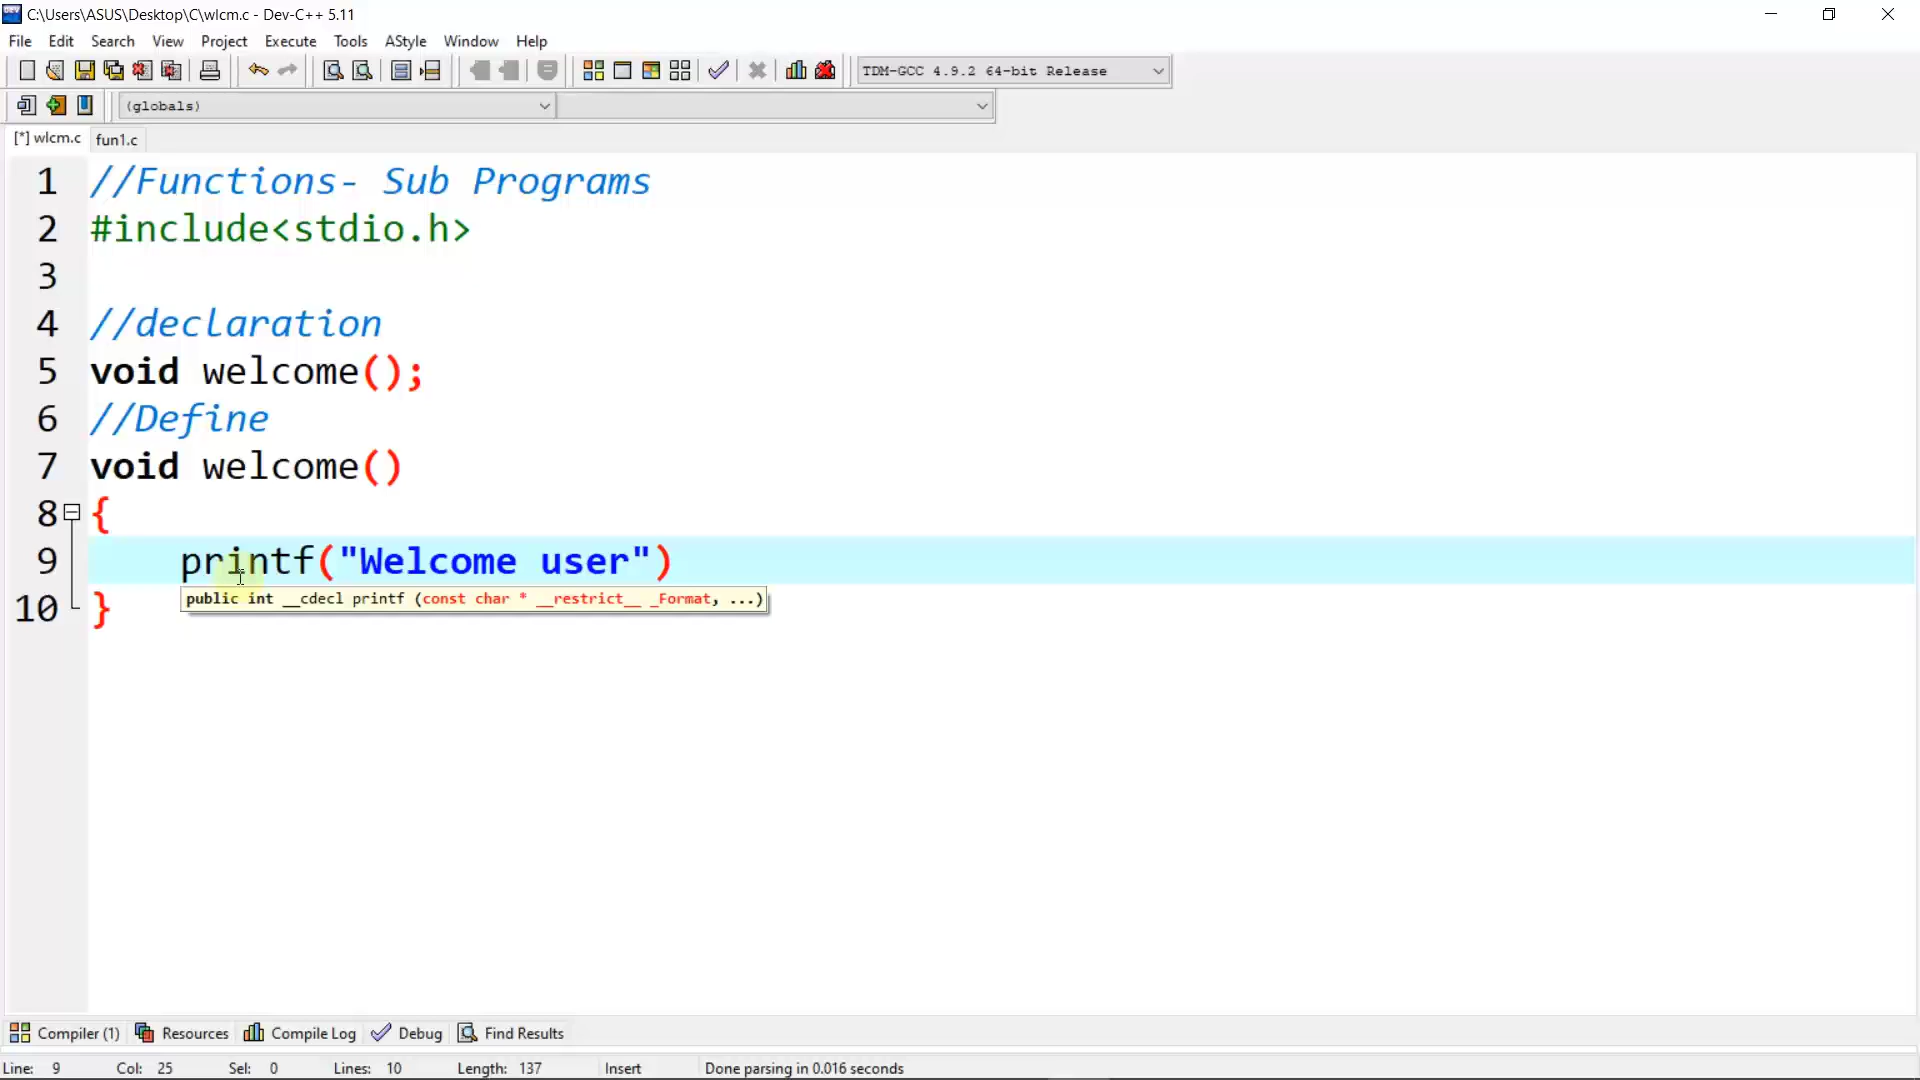 C:\Users\ASUS\Desktop\C\wlcm.c - Dev-C++ 5.11
File Edit Search View Project Execute Tools AStyle Window Help
TDM-GCC 4.9.2 64-bit Release
(globals)
[*] wlcm.c fun1.c
1 //Functions- Sub Programs
2 #include<stdio.h>
3
4 //declaration
5 void welcome();
6 //Define
7 void welcome()
8 {
9 printf("Welcome user")
public int __cdecl printf (const char * __restrict__ _Format, ...)
10 }
Compiler (1) Resources Compile Log Debug Find Results
Line: 9 Col: 25 Sel: 0 Lines: 10 Length: 137 Insert Done parsing in 0.016 seconds